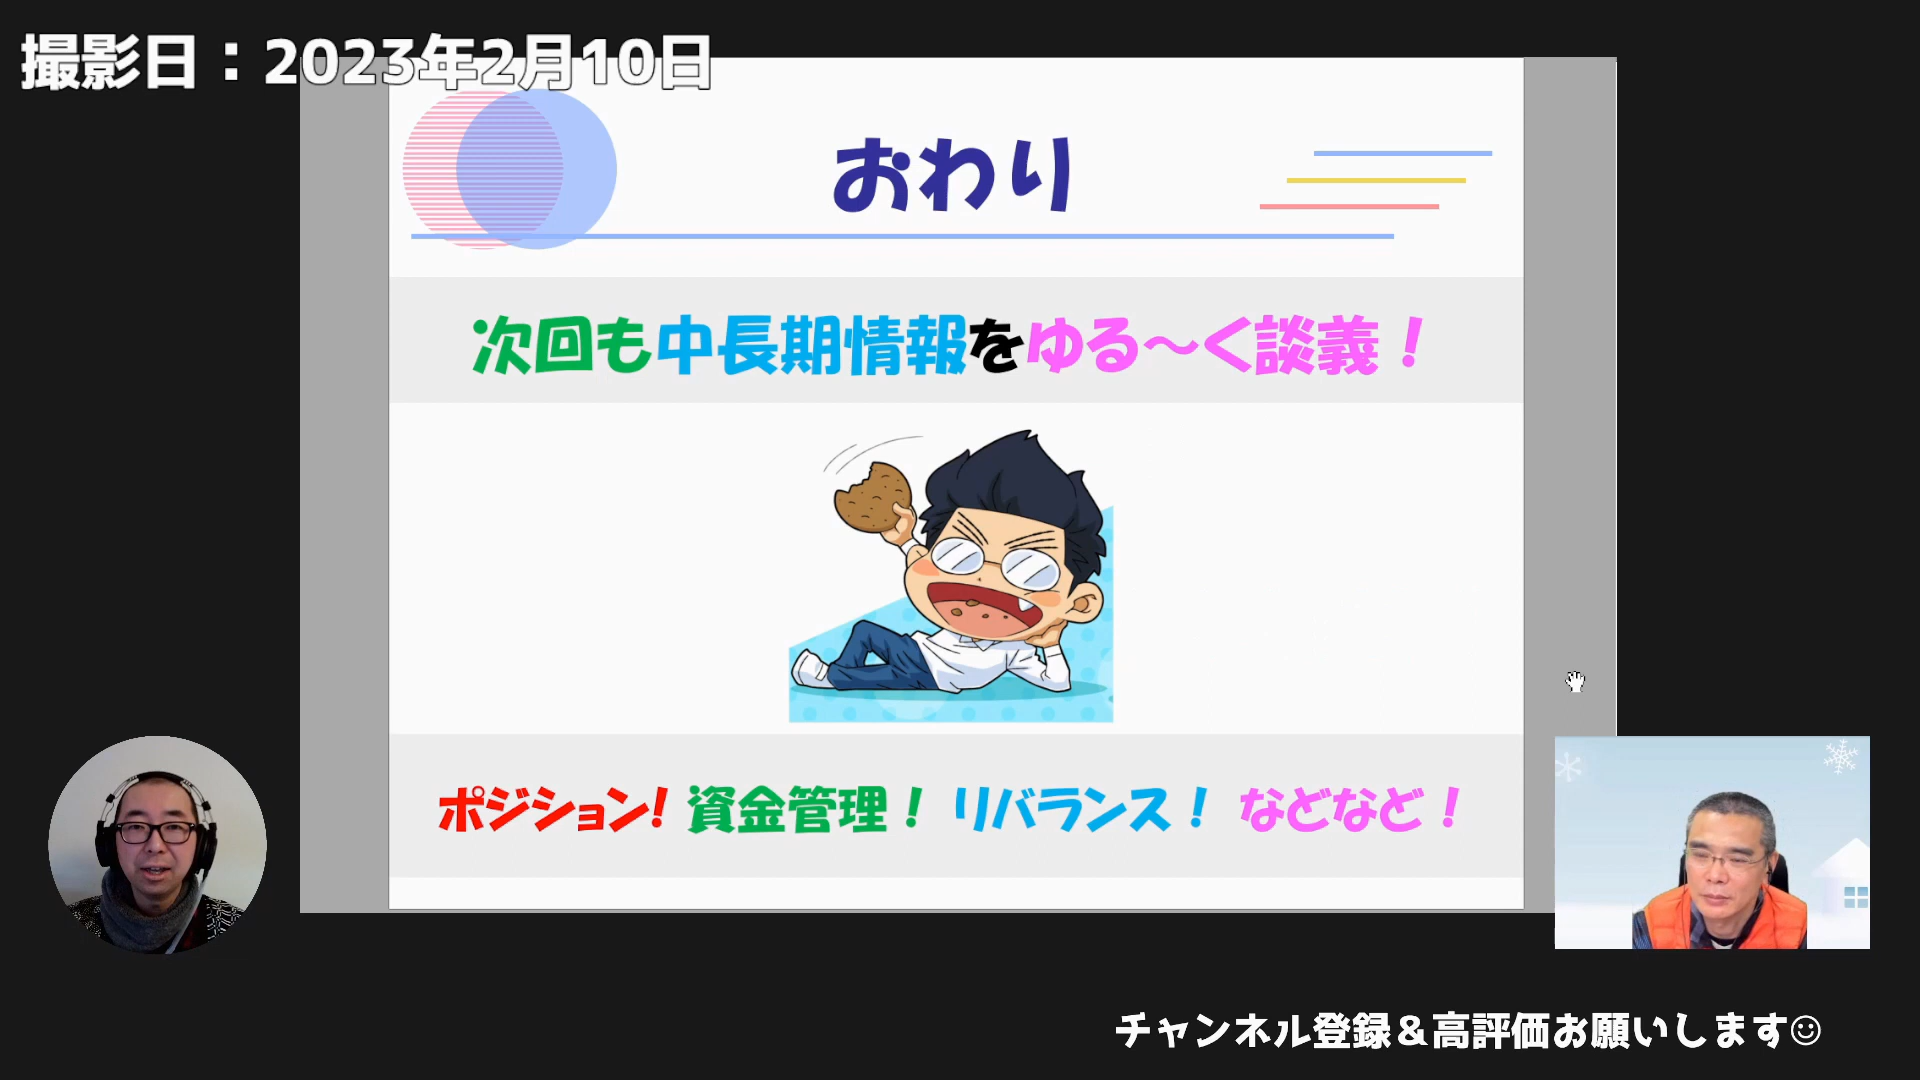 撮影日：2023年2月10日
おわり
次回も中長期情報をゆる～く談義！
ポジション! 資金管理！ リバランス！ などなど！
チャンネル登録＆高評価お願いします☺